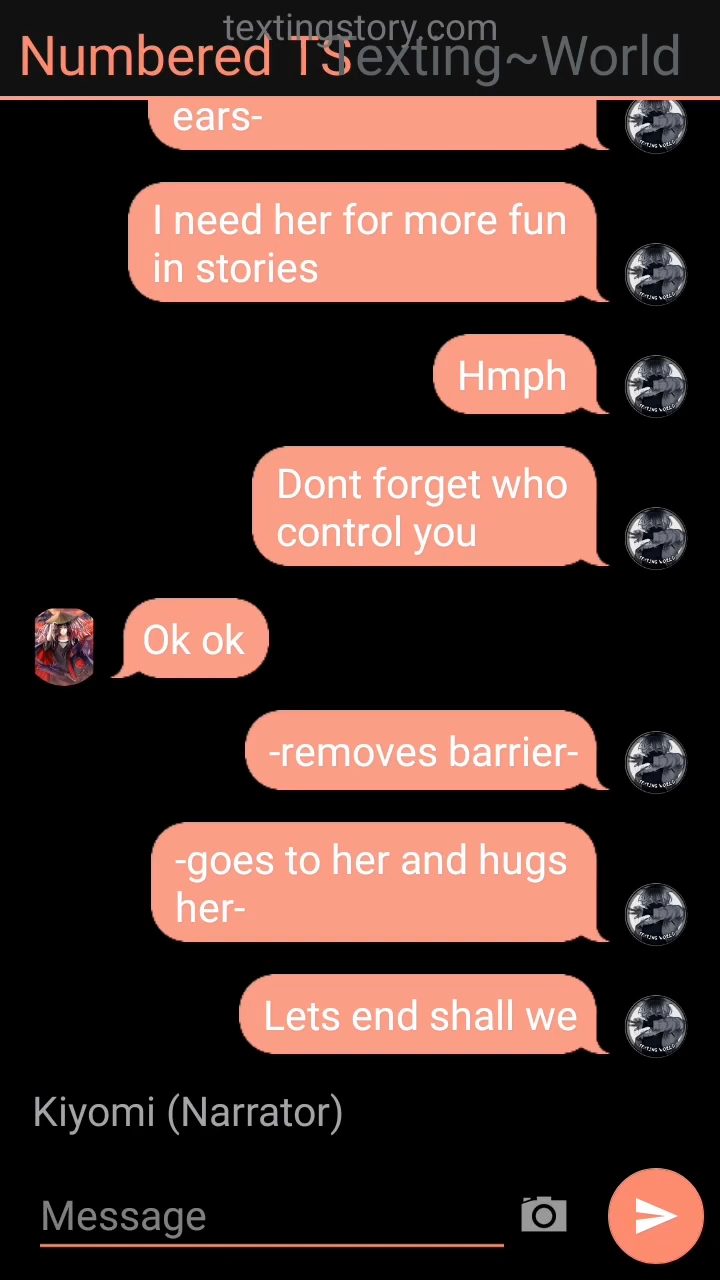 textingstory.com
Numbered TS
Texting~World
ears-
I need her for more fun
in stories
Hmph
Dont forget who
control you
Ok ok
-removes barrier-
-goes to her and hugs
her-
Lets end shall we
Kiyomi (Narrator)
Message